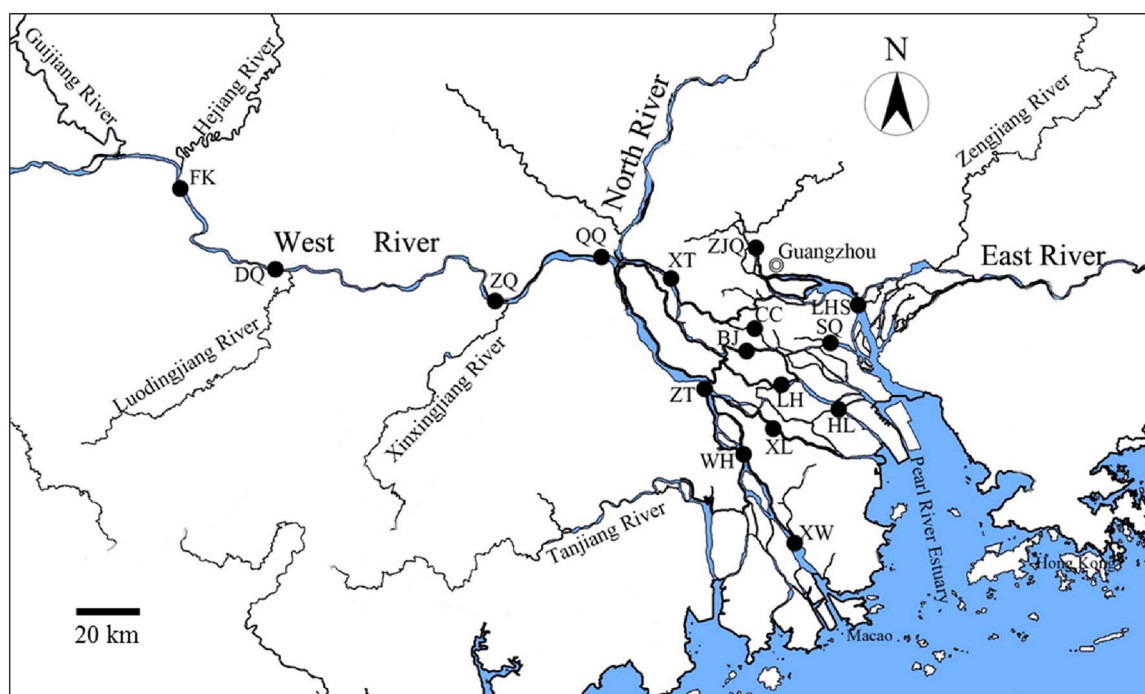 Guijiang River
Hejiang River
North River
N
Zengjiang River
FK
West River
DQ
QQ
XT
ZJQ
Guangzhou
East River
ZQ
LHS
CC
SQ
BJ
Luodingjiang River
Xinxingjiang River
ZT
LH
HL
XL
WH
Pearl River Estuary
Tanjiang River
XW
Hong Kong
20 km
Macao